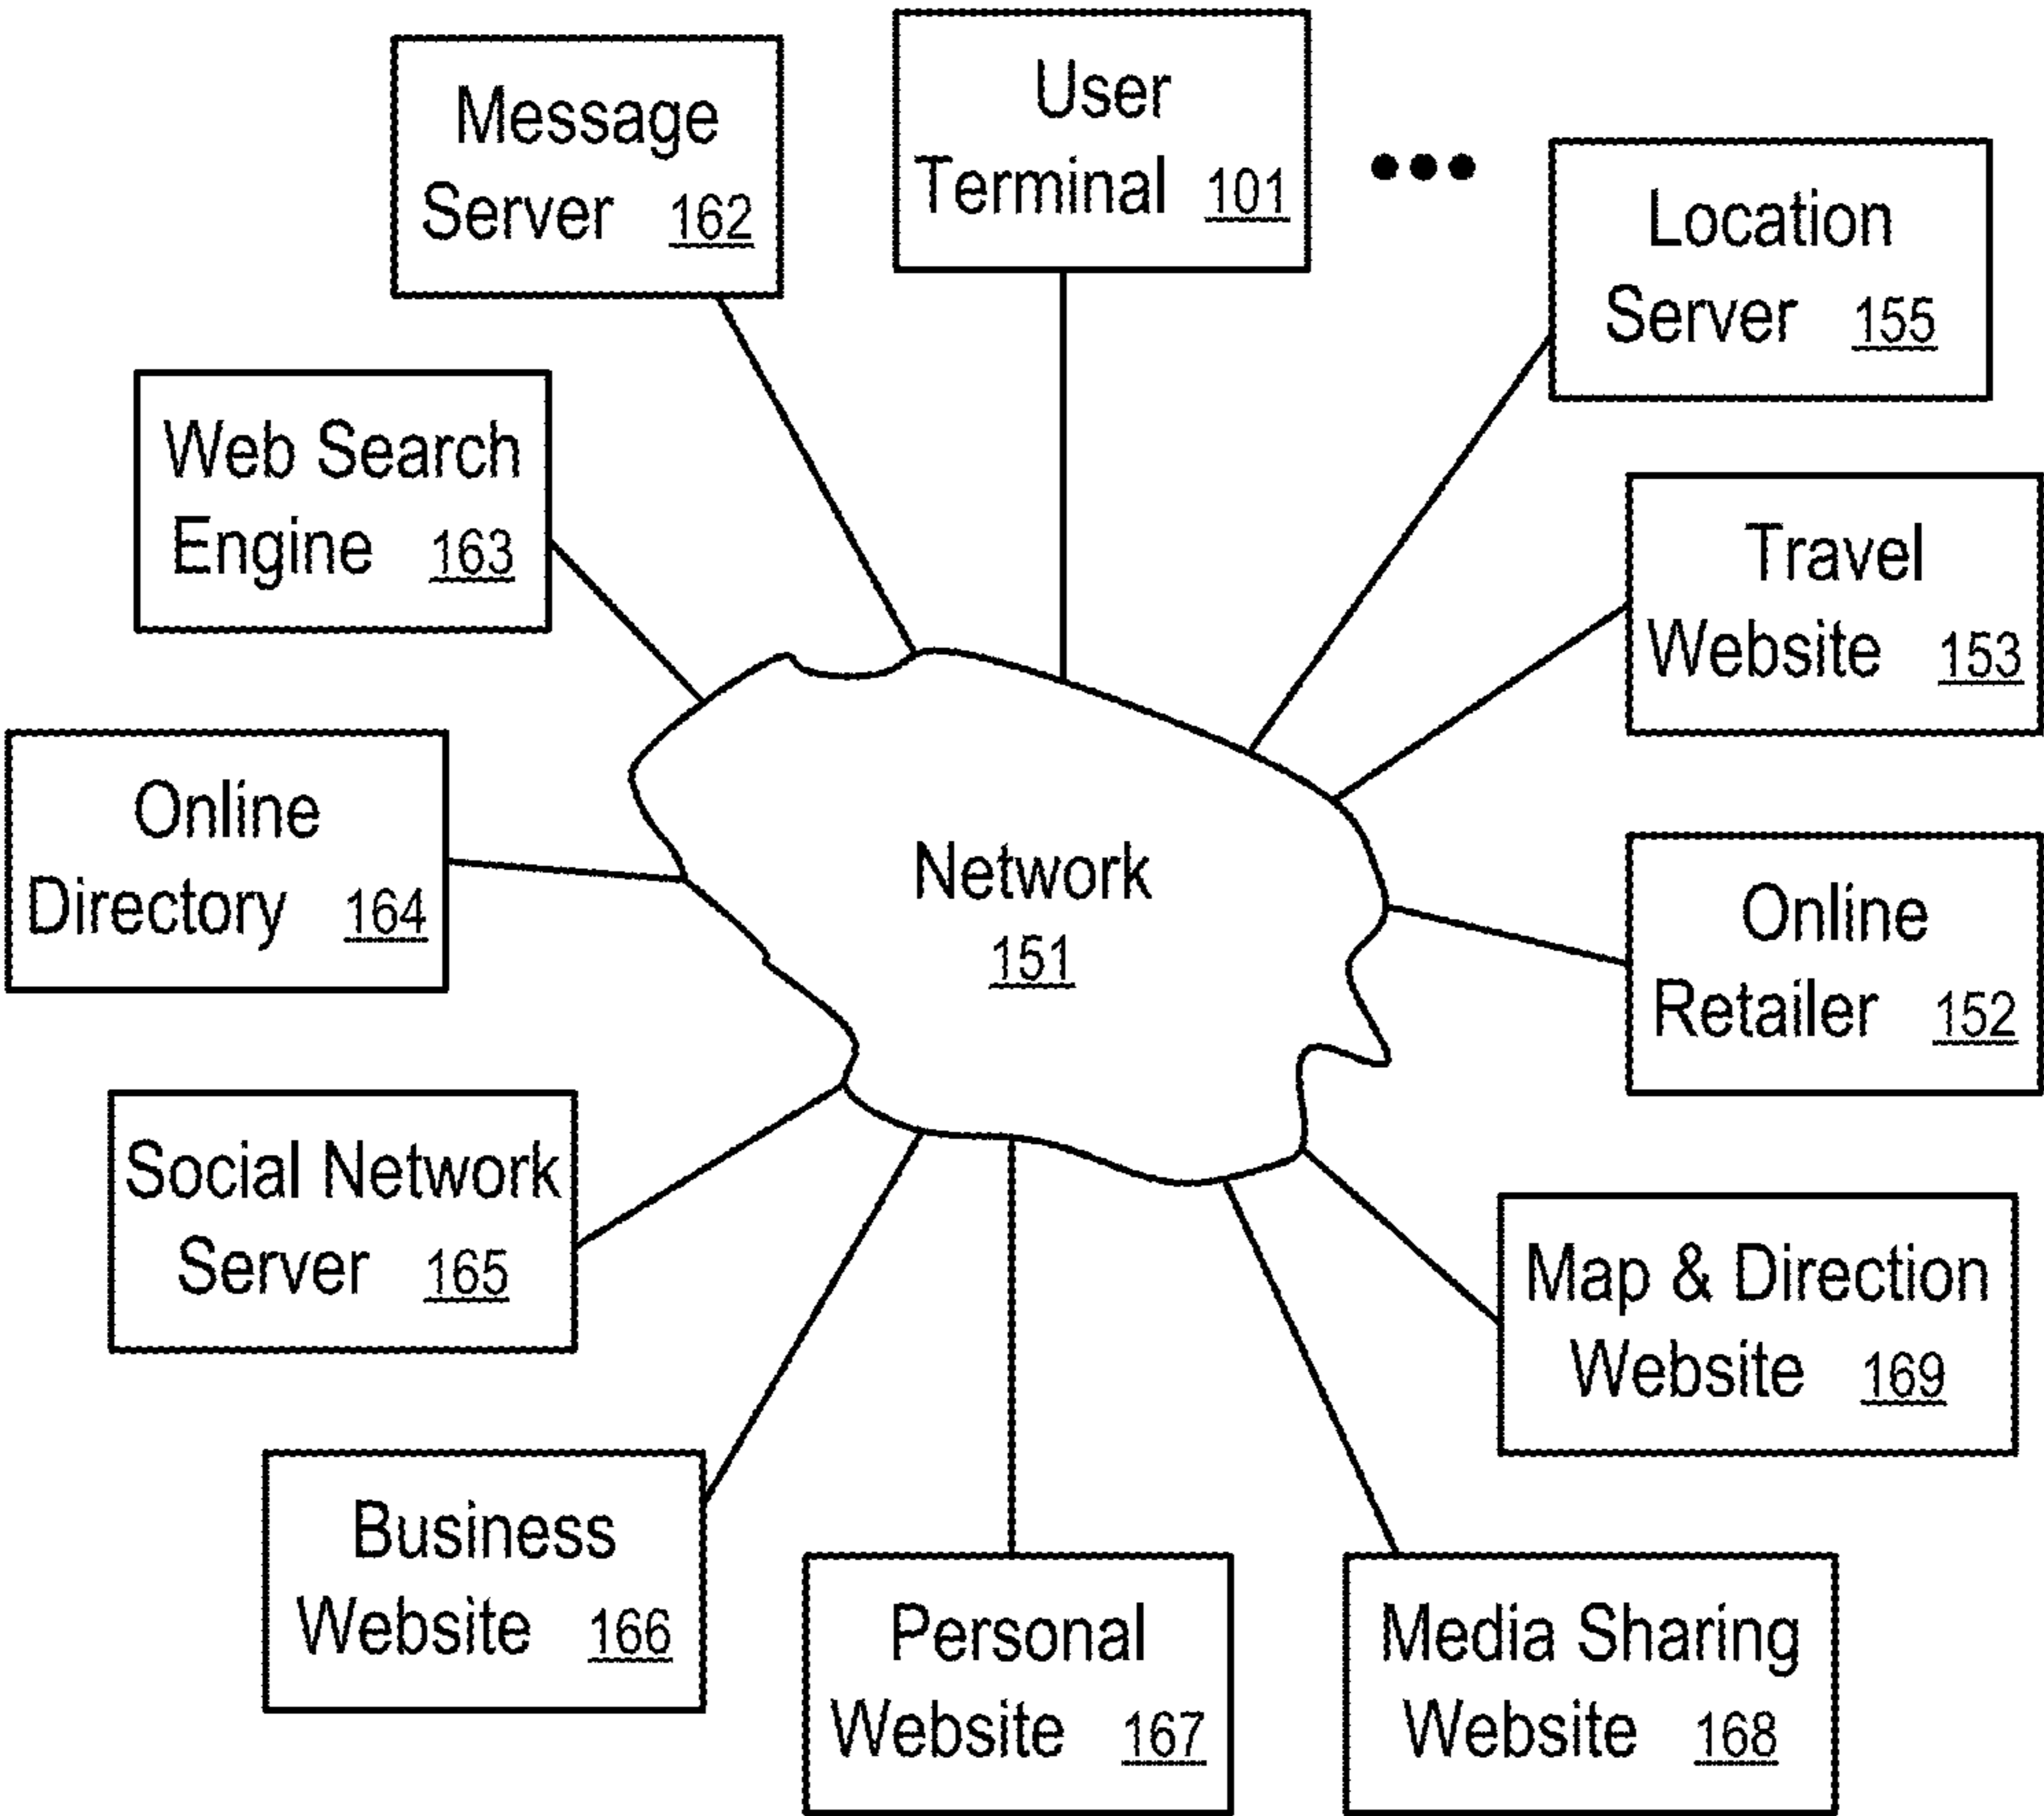 User
Terminal 101
Message
Server 162
Location
Server 155
Web Search
Engine 163
Travel
Website 153
Online
Directory 164
Network
151
Online
Retailer 152
Social Network
Server 165
Map & Direction
Website 169
Business
Website 166
Personal
Website 167
Media Sharing
Website 168